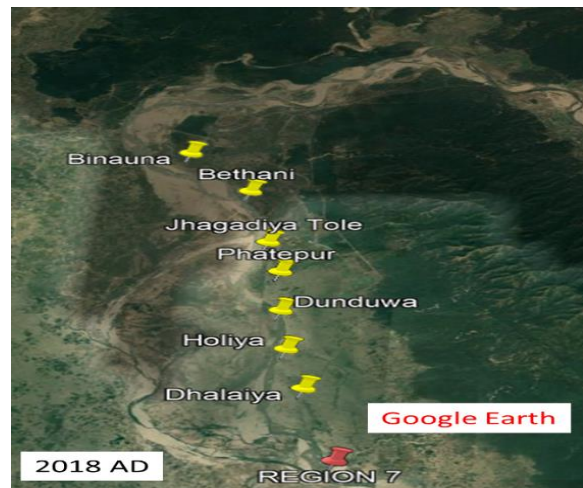 Binauna
Bethani
Jhagadiya Tole
Phatepur
Dunduwa
Holiya
Dhalaiya
Google Earth
2018 AD
REGION 7